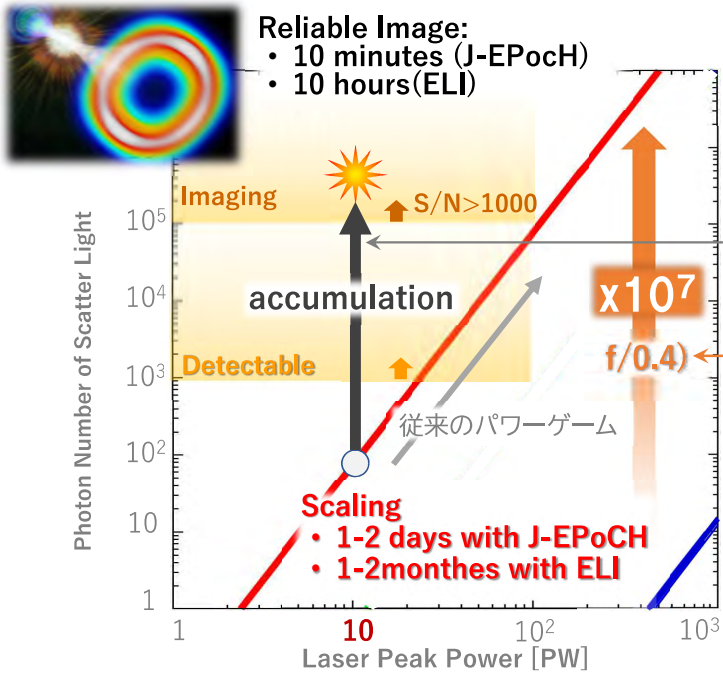 Reliable Image:
• 10 minutes (J-EPocH)
• 10 hours(ELI)
Imaging
S/N>1000
10⁵
accumulation
x10⁷
10⁴
f/0.4)
Detectable
10³
従来のパワーゲーム
10²
Scaling
• 1-2 days with J-EPoCH
• 1-2monthes with ELI
10
1
Photon Number of Scatter Light
1
10
10²
10³
Laser Peak Power [PW]